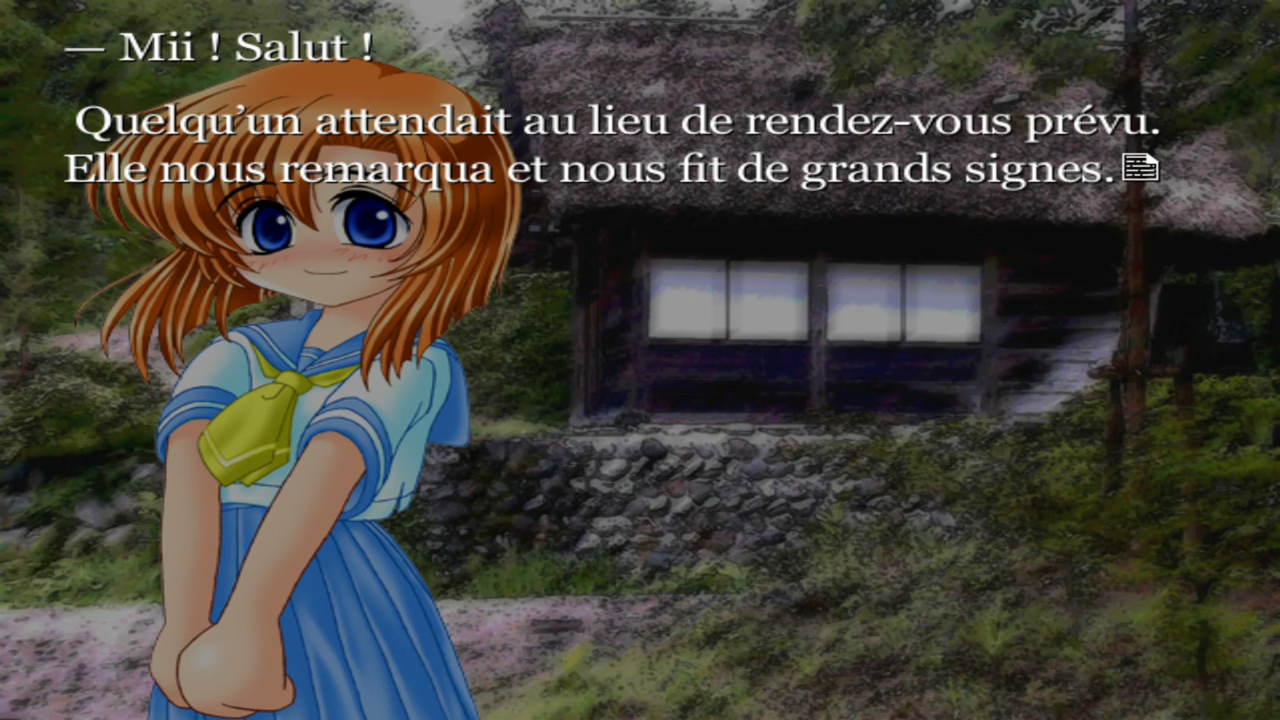 — Mii ! Salut !
Quelqu’un attendait au lieu de rendez-vous prévu.
Elle nous remarqua et nous fit de grands signes.